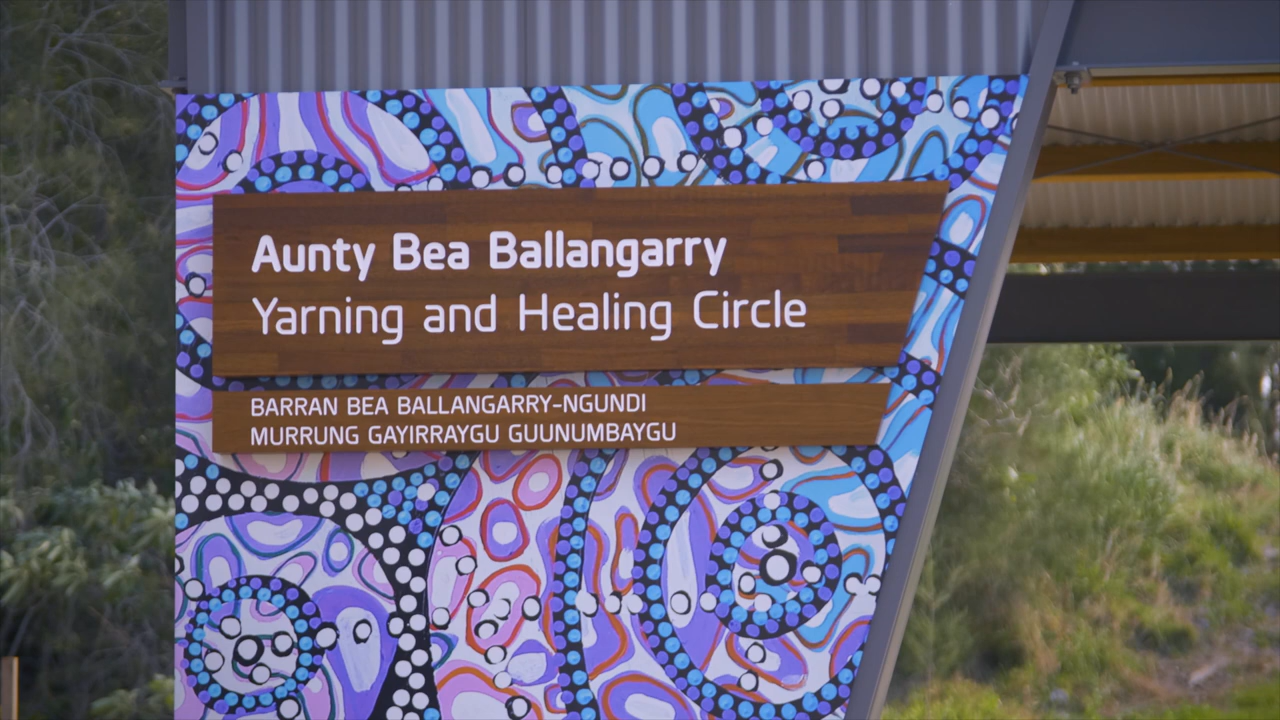 Aunty Bea Ballangarry
Yarning and Healing Circle
BARRAN BEA BALLANGARRY-NGUNDI
MURRUNG GAYIRRAYGU GUUNUMBAYGU